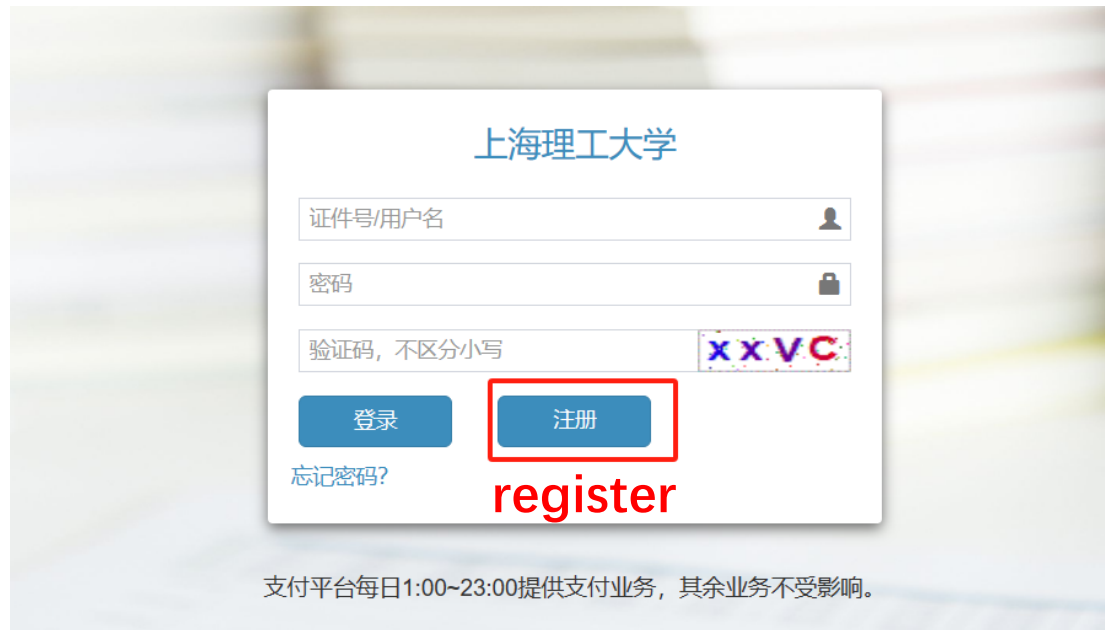 上海理工大学
证件号/用户名
密码
验证码，不区分小写
xxVC
登录 注册
忘记密码?
register
支付平台每日1:00~23:00提供支付业务，其余业务不受影响。